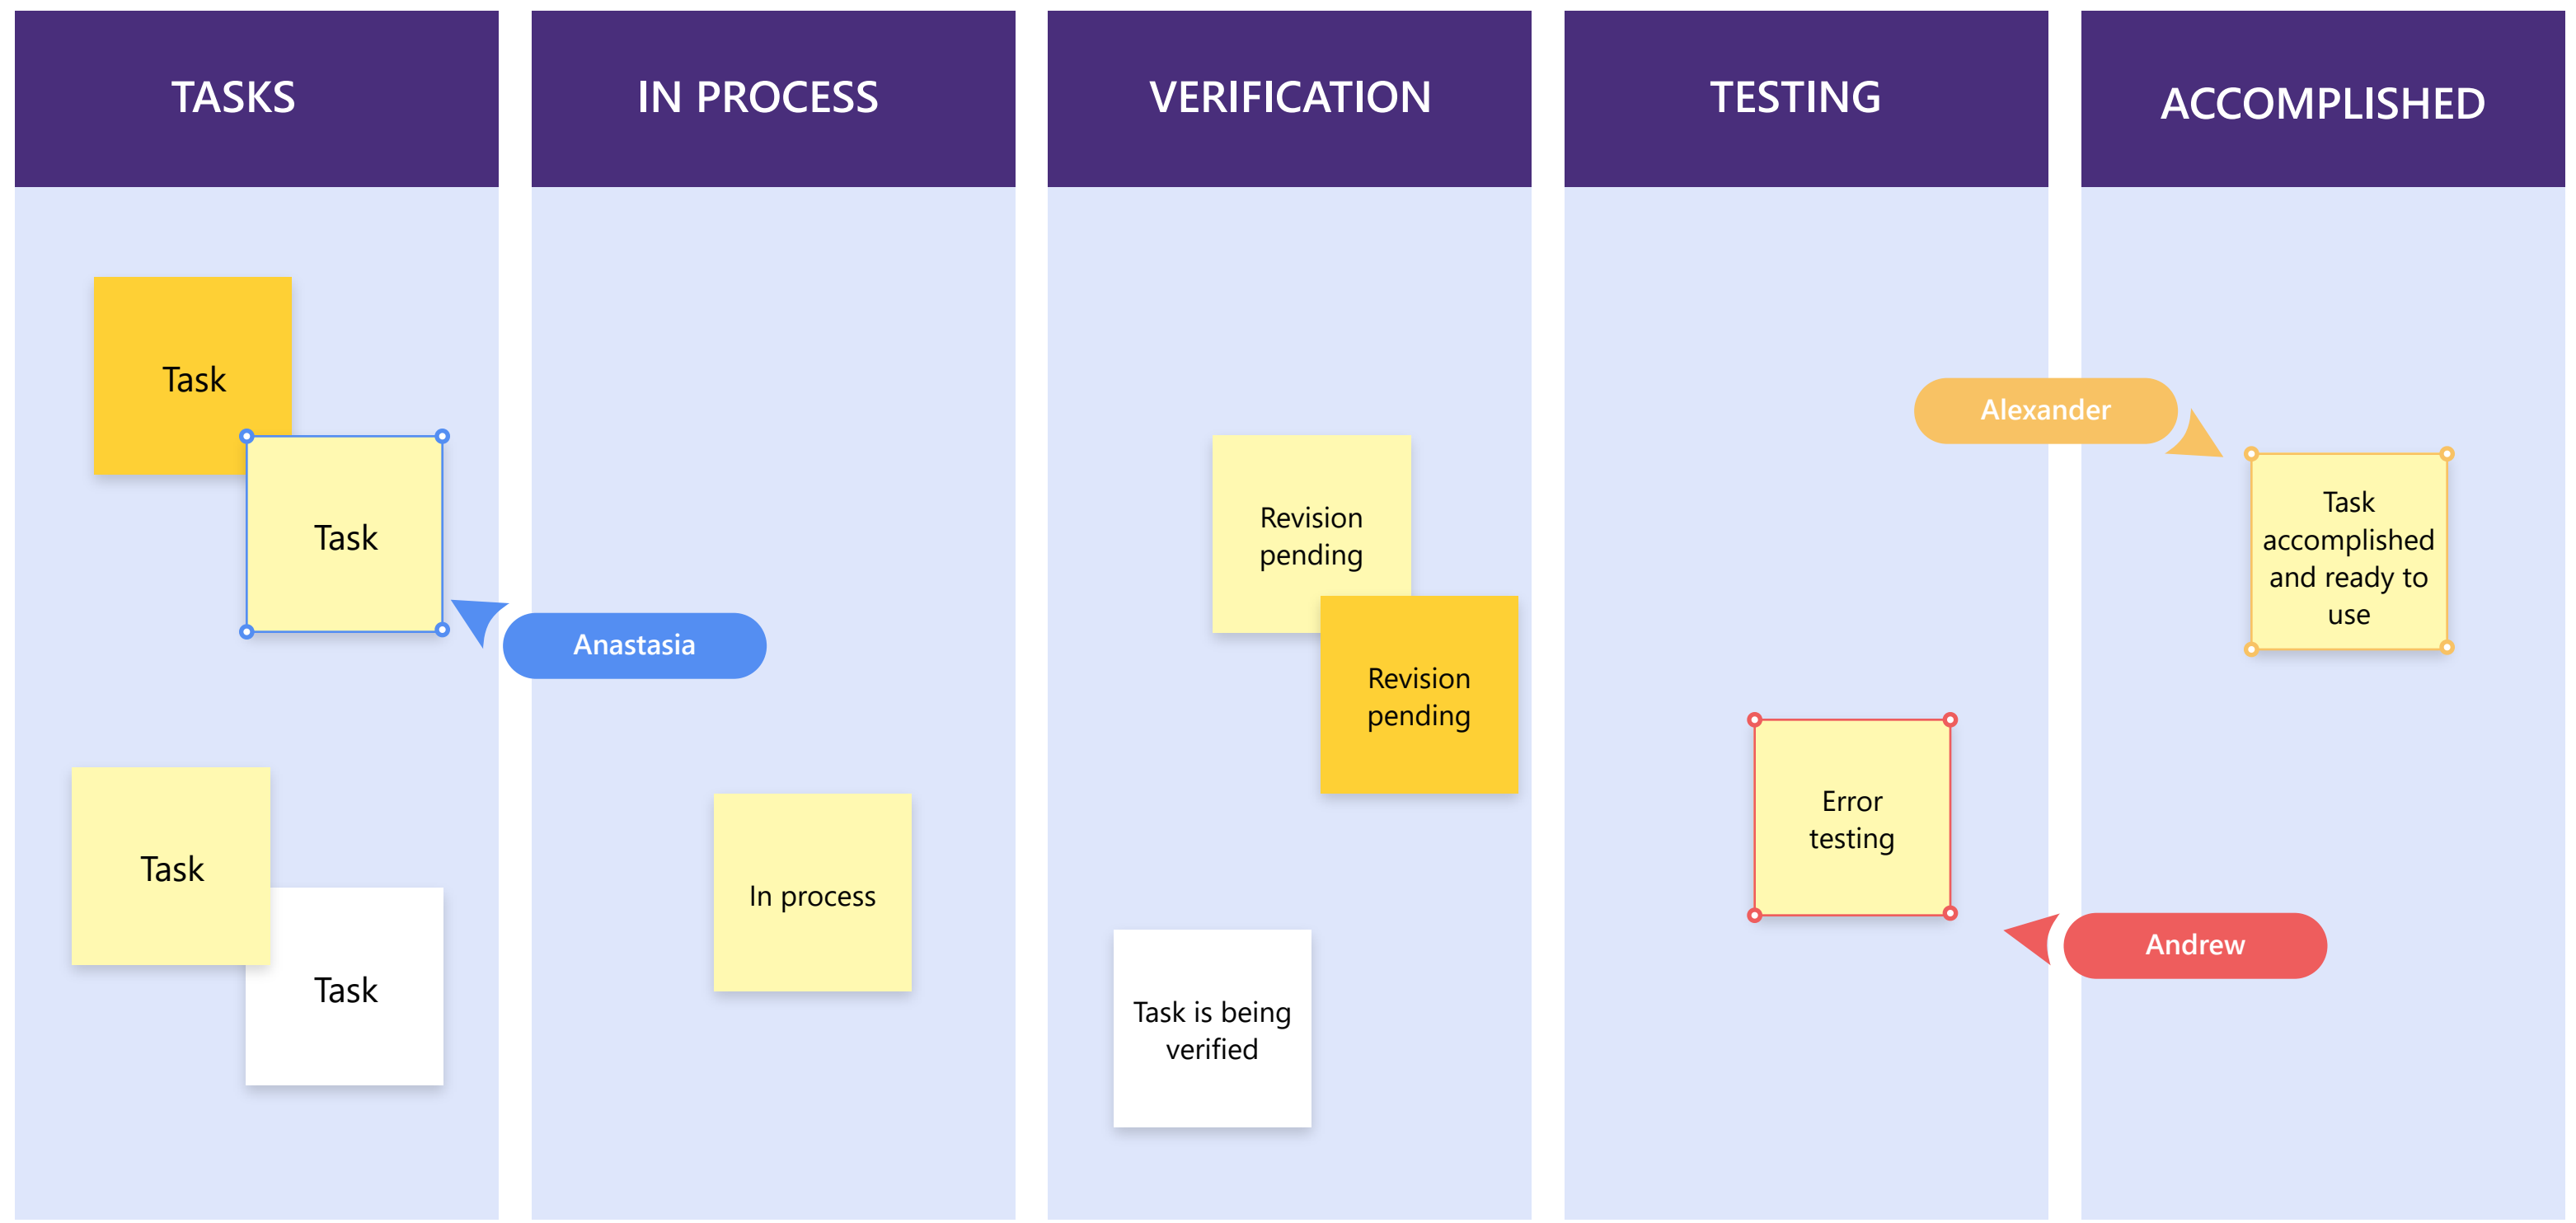 TASKS
IN PROCESS
VERIFICATION
TESTING
ACCOMPLISHED
Task
Task
Anastasia
Task
Task
In process
Revision
pending
Revision
pending
Task is being
verified
Error
testing
Andrew
Alexander
Task
accomplished
and ready to
use